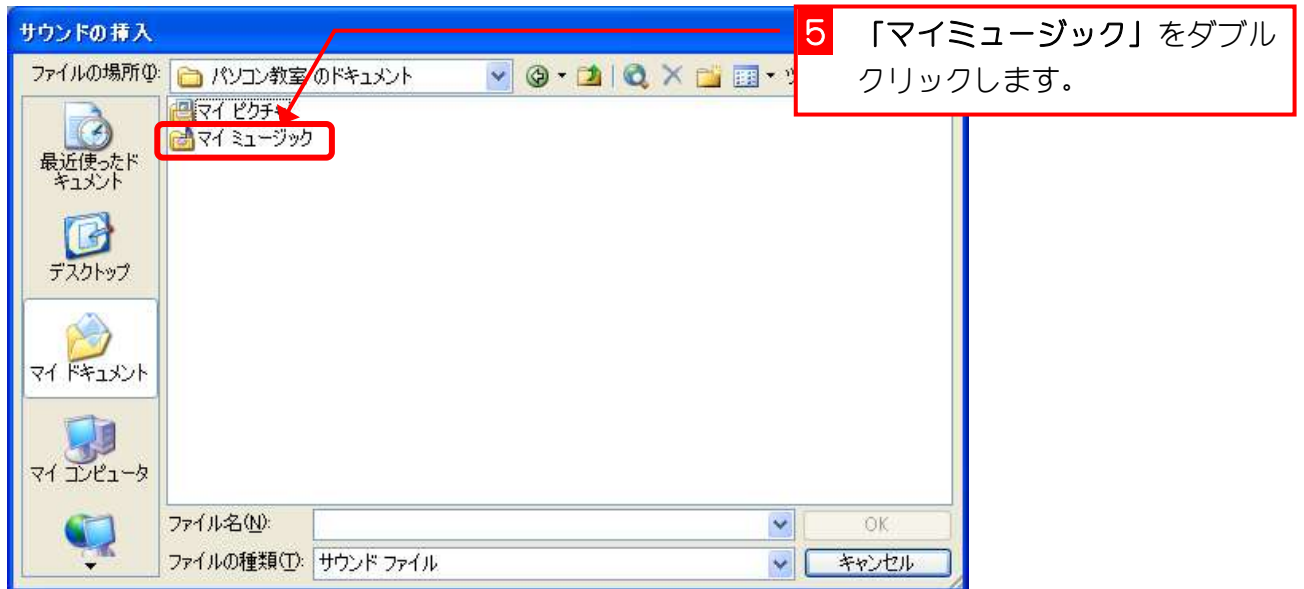 サウンドの挿入
5 「マイミュージック」をダブル
クリックします。
ファイルの場所(I):
パソコン教室 のドキュメント
マイ ピクチャ
マイ ミュージック
最近使ったド
キュメント
デスクトップ
マイ ドキュメント
マイ コンピュータ
ファイル名(N):
OK
ファイルの種類(T):
サウンド ファイル
キャンセル